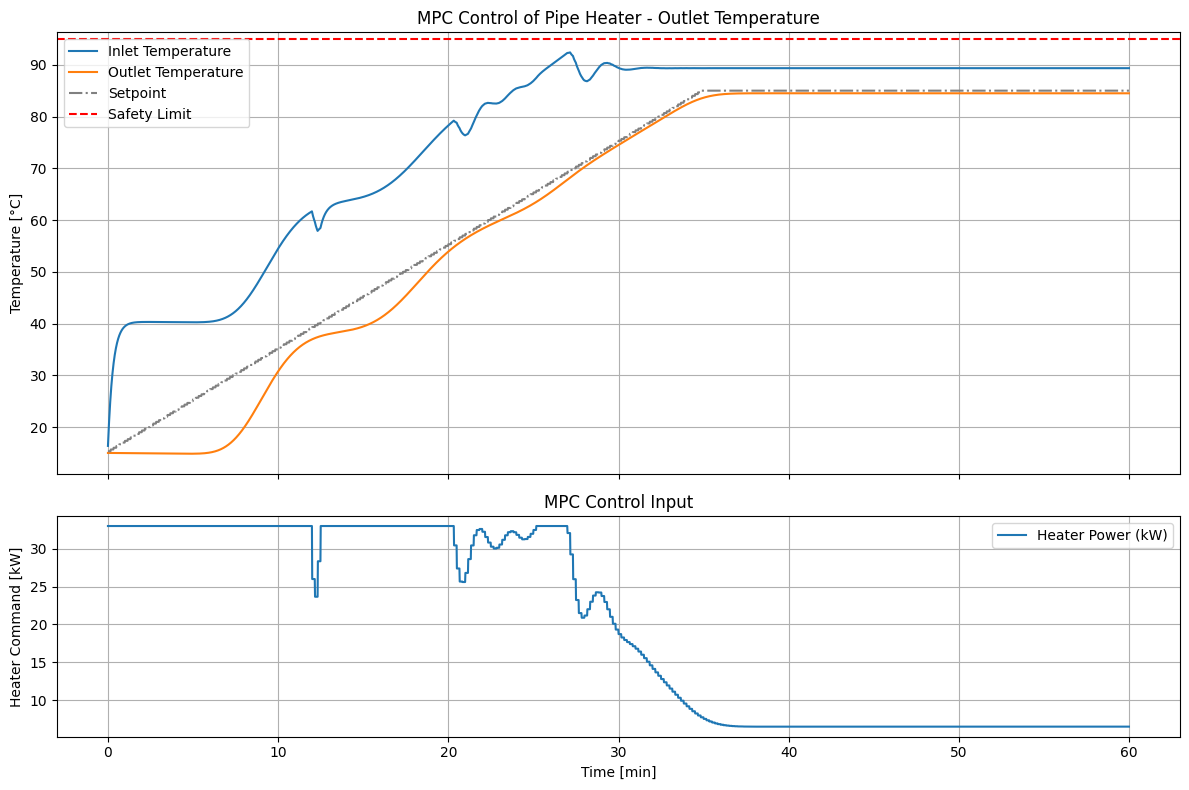 MPC Control of Pipe Heater - Outlet Temperature
Inlet Temperature
Outlet Temperature
Setpoint
Safety Limit
Temperature [°C]
90
80
70
60
50
40
30
20
MPC Control Input
Heater Power (kW)
Heater Command [kW]
30
25
20
15
10
0 10 20 30 40 50 60
Time [min]